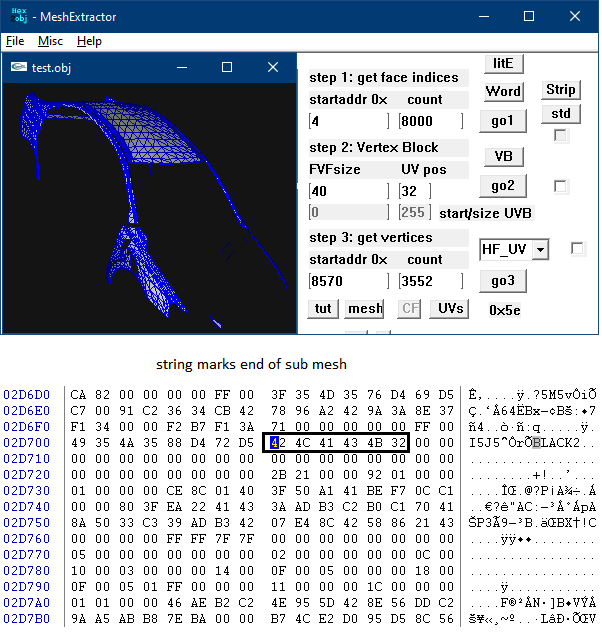 Hex
2obj - MeshExtractor
File Misc Help
test.obj
step 1: get face indices
startaddr 0x count
4 8000
litE
Word Strip
go1 std
step 2: Vertex Block
FVFsize UV pos
40 32
0 255 start/size UVB
VB
go2
step 3: get vertices
startaddr 0x count
8570 3552
HF_UV
go3
tut mesh CF UVs 0x5e
string marks end of sub mesh
02D6D0 CA 82 00 00 00 00 FF 00 3F 35 4D 35 76 D4 69 D5 Ê‚....ÿ.?5M5vÔiÕ
02D6E0 C7 00 91 C2 36 34 CB 42 78 96 A2 42 9A 3A 8E 37 Ç.‘Â64ËBx–¢Bš:
02D6F0 F1 34 00 00 F2 B7 F1 3A 71 00 00 00 00 00 FF 00 ñ4..ò·ñ:q.....ÿ.
02D700 49 35 4A 35 88 D4 72 D5 42 4C 41 43 4B 32 00 00 I5J5ˆÔrÕBLACK2..
02D710 00 00 00 00 00 00 00 00 00 00 00 00 00 00 00 00 ................
02D720 00 00 00 00 00 00 00 00 2B 21 00 00 92 01 00 00 ........+!..’...
02D730 01 00 00 00 CE 8C 01 40 3F 50 A1 41 BE F7 0C C1 ....ÎŒ.@?P¡A¾÷.Á
02D740 00 00 80 3F EA 22 41 43 3A AD B3 C2 B0 C1 70 41 ..€?ê"AC:-³Â°ÁpA
02D750 8A 50 33 C3 39 AD B3 42 07 E4 8C 42 58 86 21 43 ŠP3Ã9-³B.äŒBX†!C
02D760 00 00 00 00 FF FF 7F 7F 00 00 00 00 00 00 00 00 ....ÿÿ
02D770 05 00 00 00 00 00 00 00 02 00 00 00 00 00 0C 00 ................
02D780 10 00 03 00 00 00 14 00 0F 00 05 00 00 00 18 00 ................
02D790 0F 00 05 01 FF 00 00 00 11 00 00 00 1C 00 00 00 ....ÿ...........
02D7A0 01 01 00 00 46 AE B2 C2 4E 95 5D 42 8E 56 DD C2
02D7B0 9A A5 AB B8 7E BA 00 00 B7 4C E2 D0 95 D5 8C 56